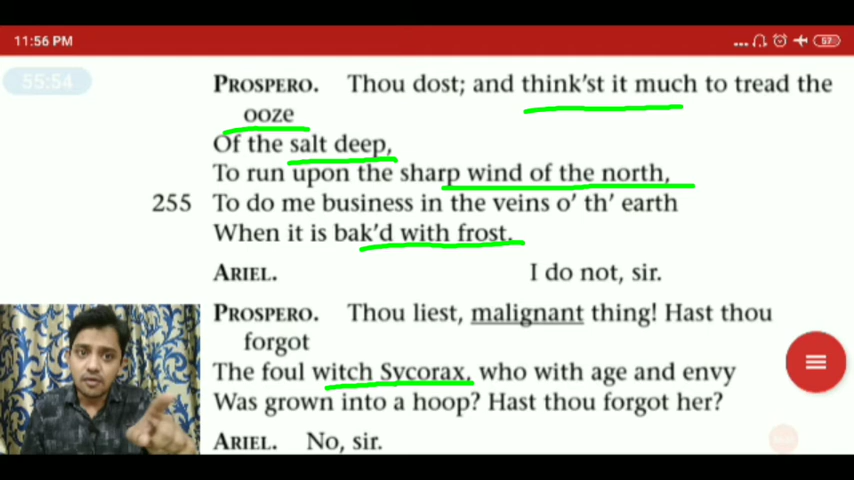 11:56 PM
57
55:54
PROSPERO. Thou dost; and think'st it much to tread the
ooze
Of the salt deep,
To run upon the sharp wind of the north,
255 To do me business in the veins o' th' earth
When it is bak'd with frost.
ARIEL. I do not, sir.
PROSPERO. Thou liest, malignant thing! Hast thou
forgot
The foul witch Sycorax, who with age and envy
Was grown into a hoop? Hast thou forgot her?
ARIEL. No, sir.